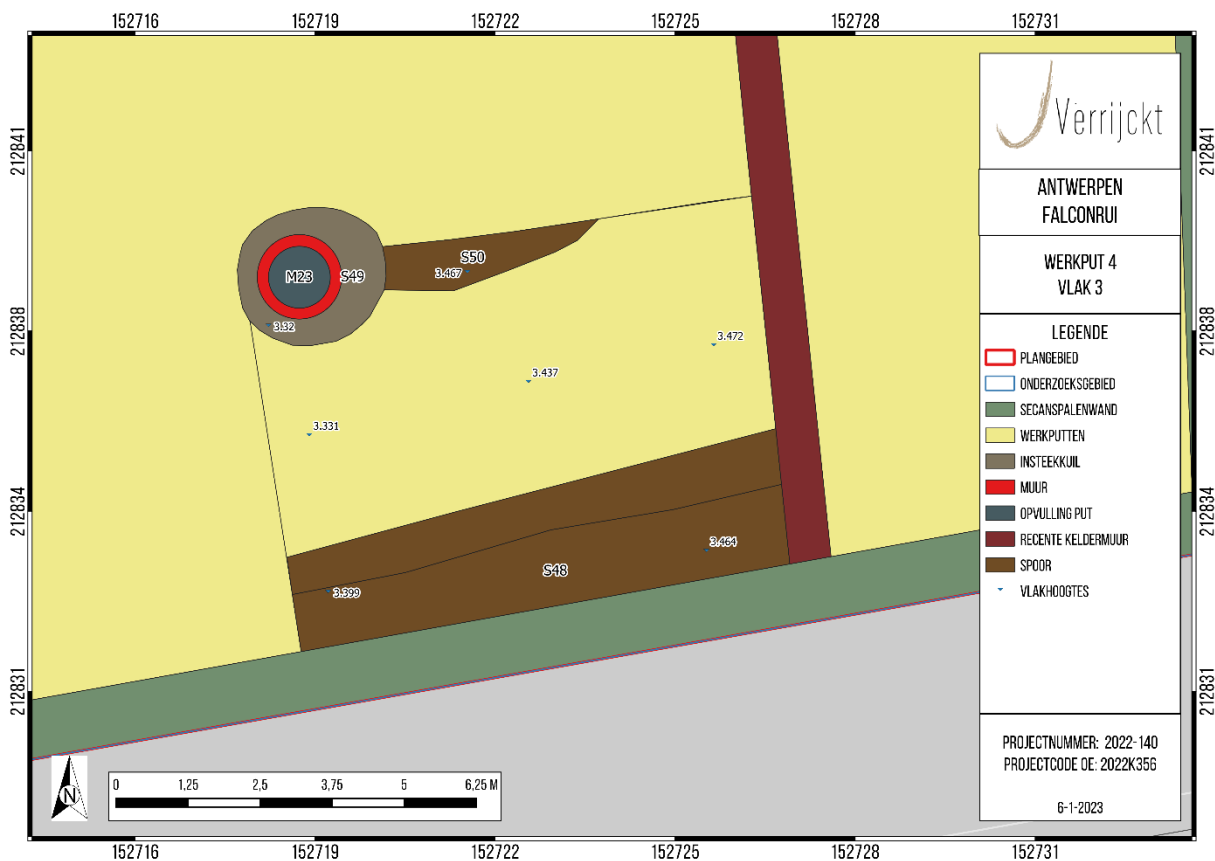 152716 152719 152722 152725 152728 152731
212841
212838
212834
212831
M23
S49
3.32
S50
3.467
3.472
3.437
3.331
3.464
S48
3.399
0 1,25 2,5 3,75 5 6,25 M
N
Verrijckt
ANTWERPEN
FALCONRUI
WERKPUT 4
VLAK 3
LEGENDE
PLANGEBIED
ONDERZOEKSGEBIED
SECANSPALENWAND
WERKPUTTEN
INSTEEKKUIL
MUUR
OPVULLING PUT
RECENTE KELDERMUUR
SPOOR
VLAKHOOGTES
PROJECTNUMMER: 2022-140
PROJECTCODE OE: 2022K356
6-1-2023
212841
212838
212834
212831
152716 152719 152722 152725 152728 152731